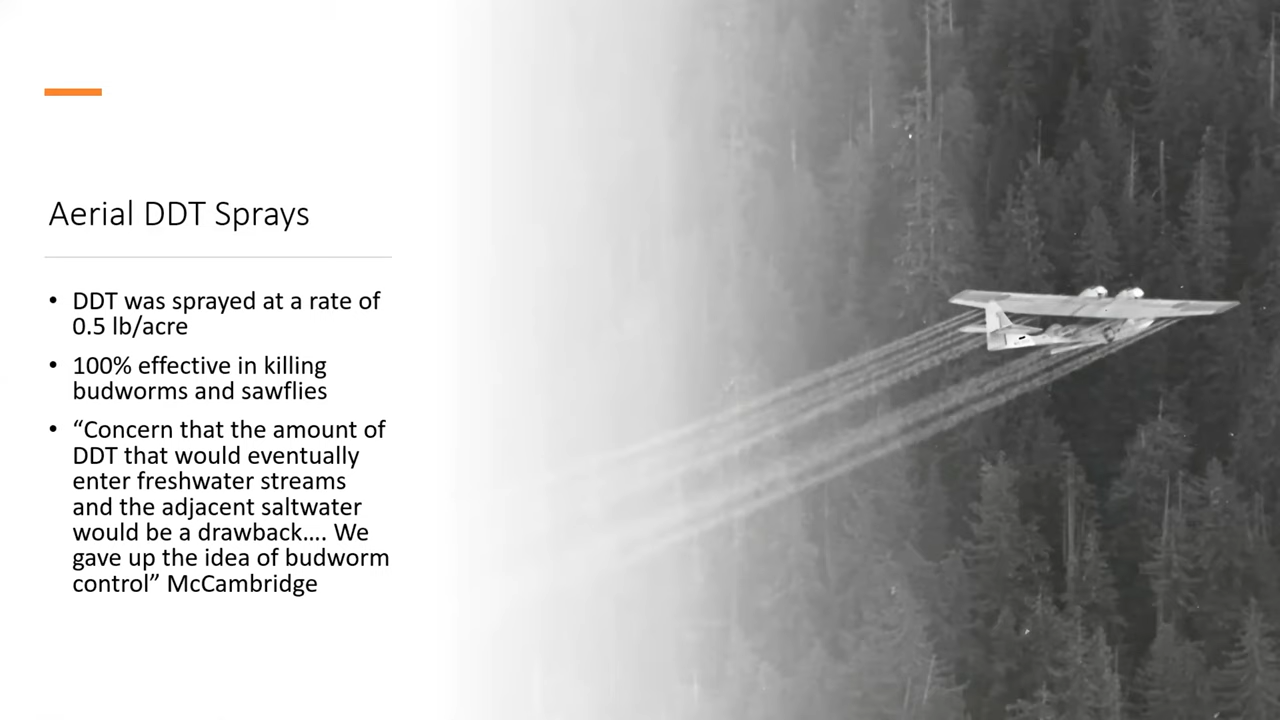 Aerial DDT Sprays
• DDT was sprayed at a rate of
0.5 lb/acre
• 100% effective in killing
budworms and sawflies
• “Concern that the amount of
DDT that would eventually
enter freshwater streams
and the adjacent saltwater
would be a drawback…. We
gave up the idea of budworm
control” McCambridge